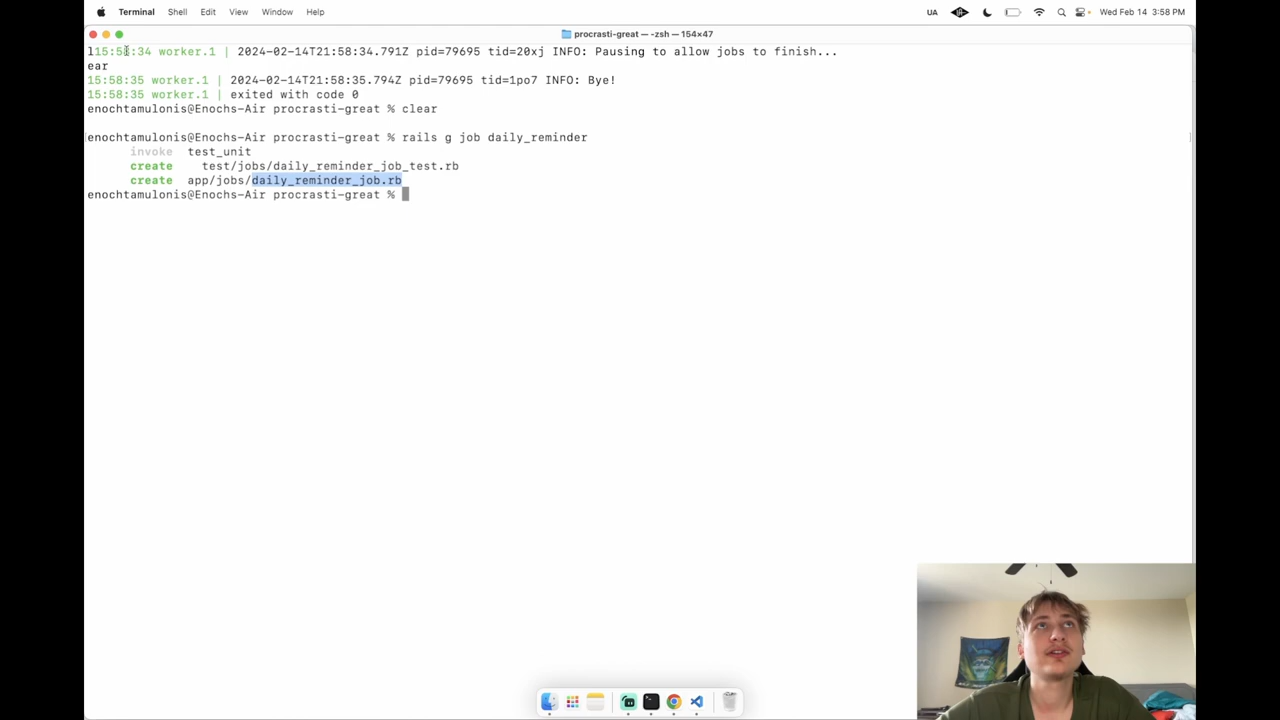 Terminal Shell Edit View Window Help UA Wed Feb 14 3:58 PM
procrasti-great — -zsh — 154×47
l15:58:34 worker.1 | 2024-02-14T21:58:34.791Z pid=79695 tid=20xj INFO: Pausing to allow jobs to finish...
ear
15:58:35 worker.1 | 2024-02-14T21:58:35.794Z pid=79695 tid=1po7 INFO: Bye!
15:58:35 worker.1 | exited with code 0
enochtamulonis@Enochs-Air procrasti-great % clear
enochtamulonis@Enochs-Air procrasti-great % rails g job daily_reminder
invoke test_unit
create test/jobs/daily_reminder_job_test.rb
create app/jobs/daily_reminder_job.rb
enochtamulonis@Enochs-Air procrasti-great %